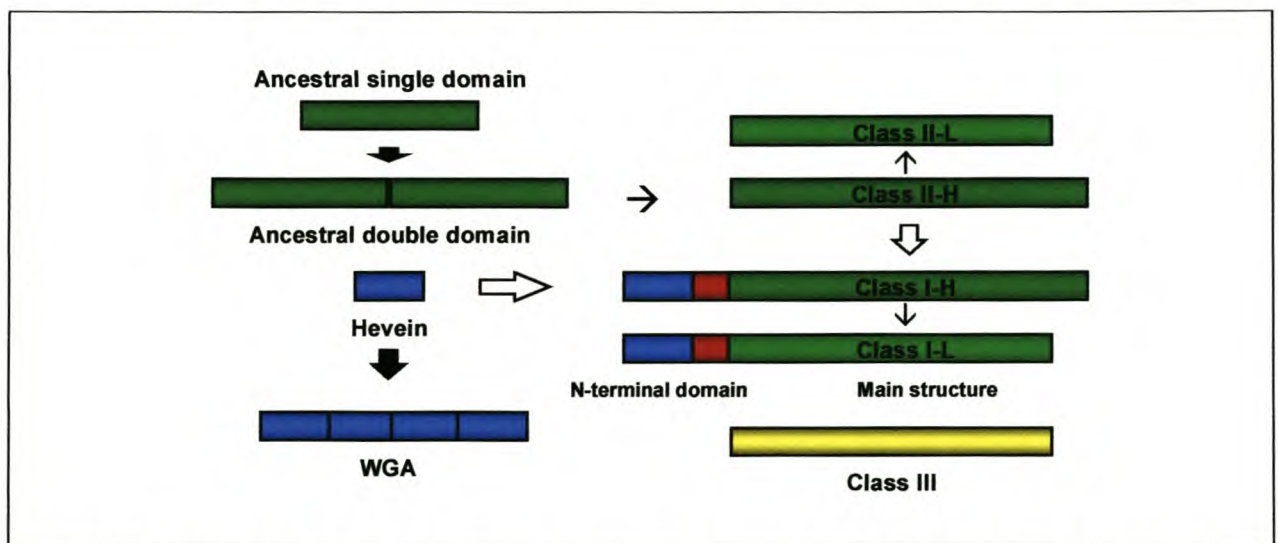 Ancestral single domain
Ancestral double domain
Hevein
WGA
Class II-L
Class II-H
Class I-H
Class I-L
N-terminal domain
Main structure
Class III